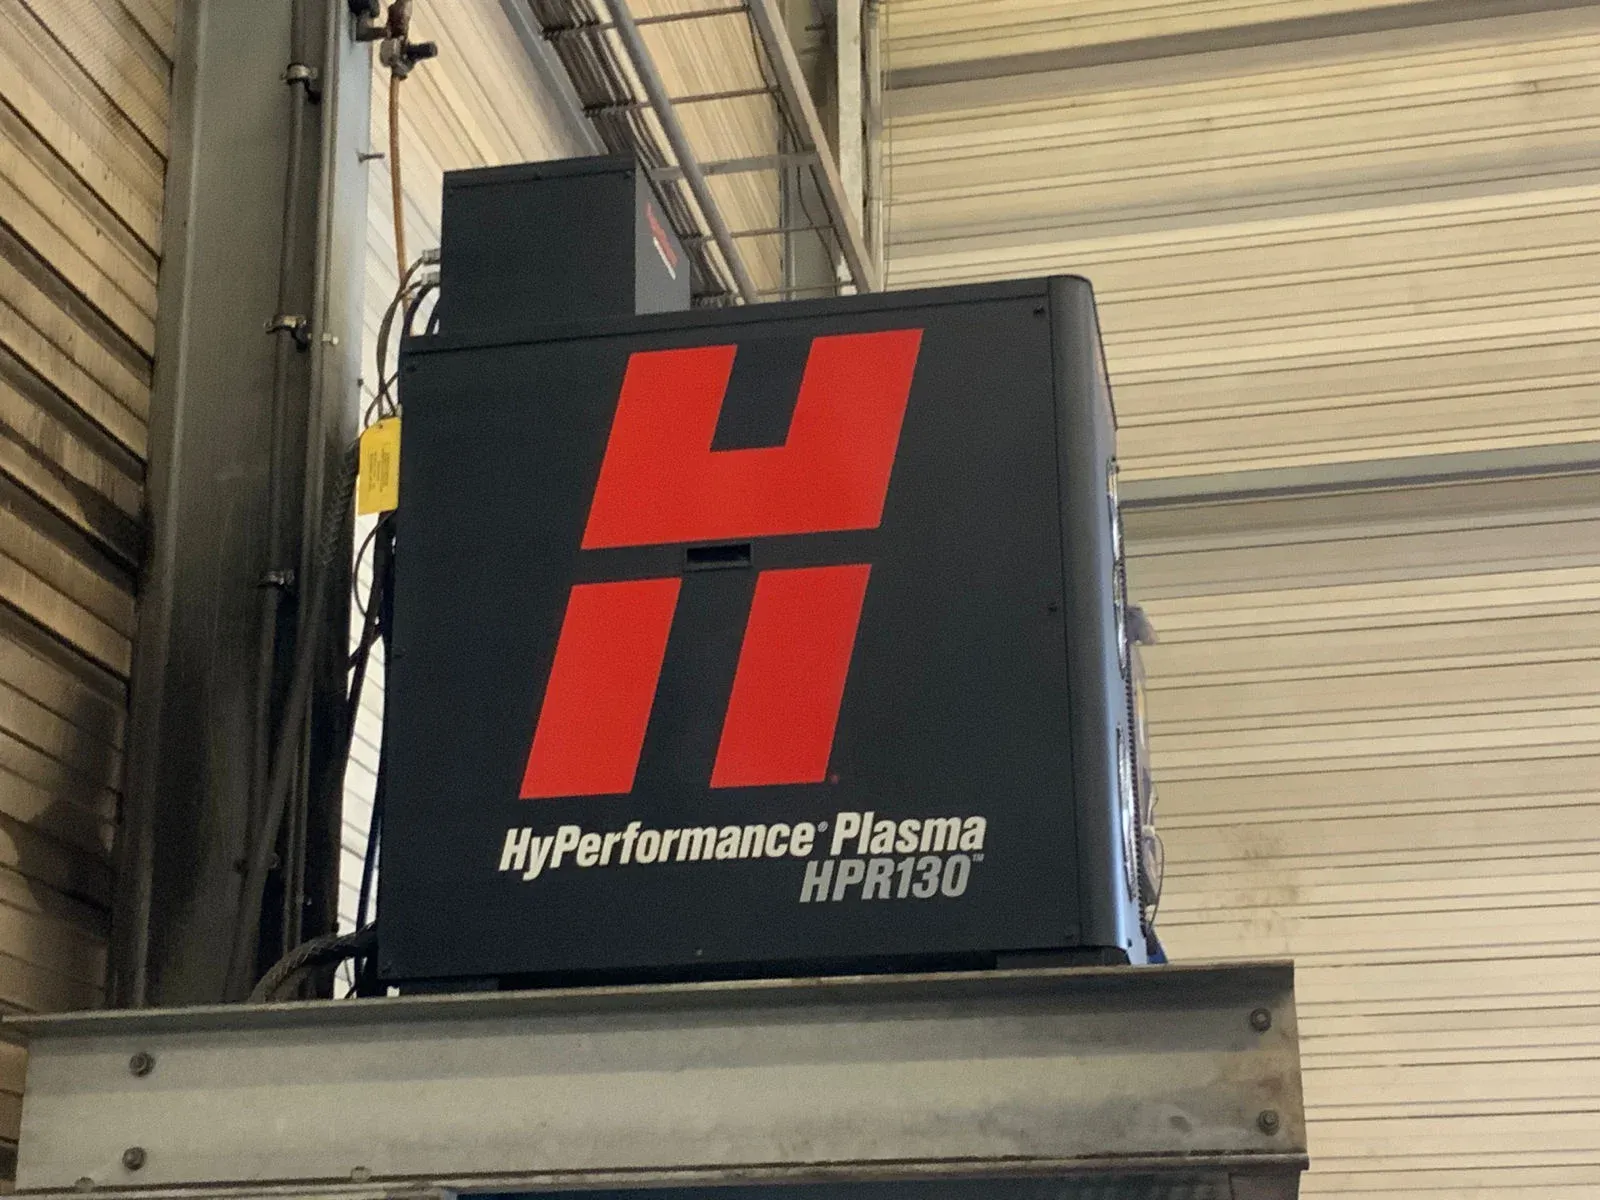 HyPerformance® Plasma
HPR130™